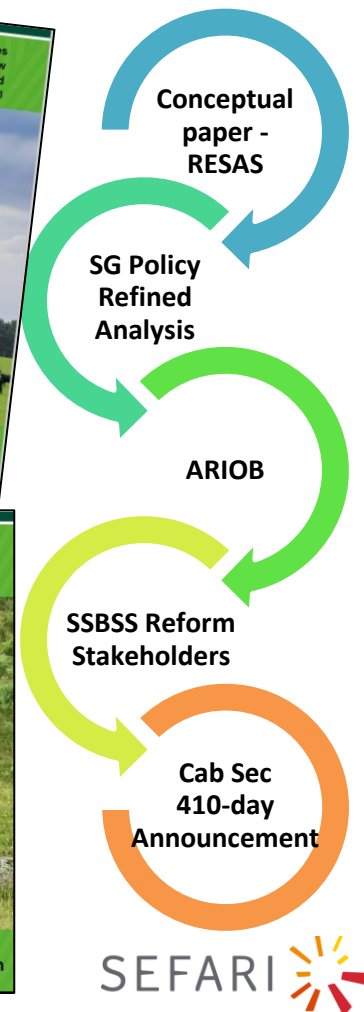 Conceptual
paper -
RESAS
SG Policy
Refined
Analysis
ARIOB
SSBSS Reform
Stakeholders
Cab Sec
410-day
Announcement
SEFARI